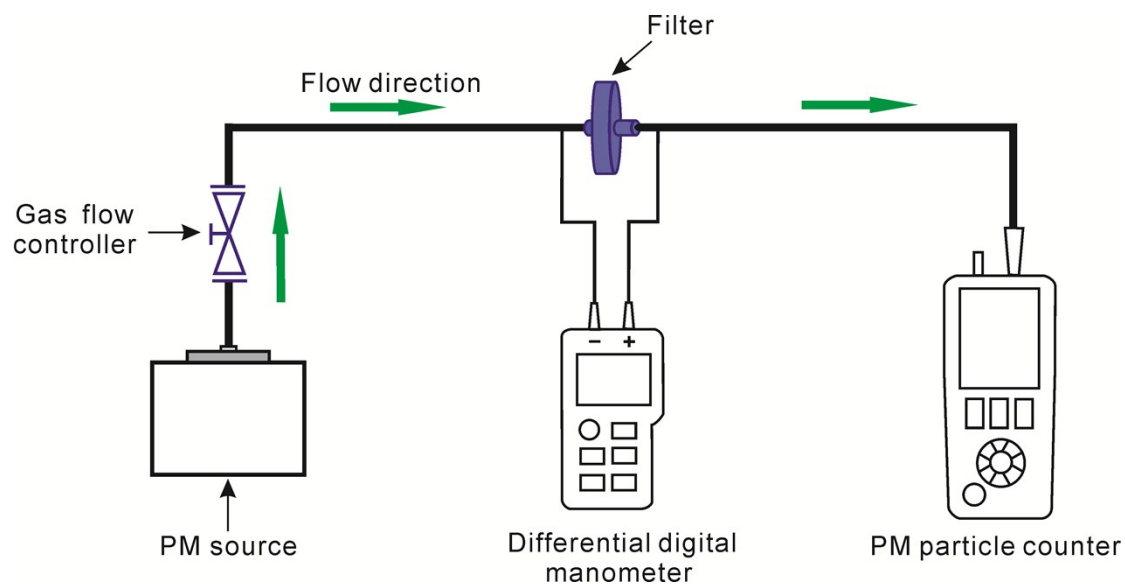 Filter
Flow direction
Gas flow
controller
− +
PM source
Differential digital
manometer
PM particle counter